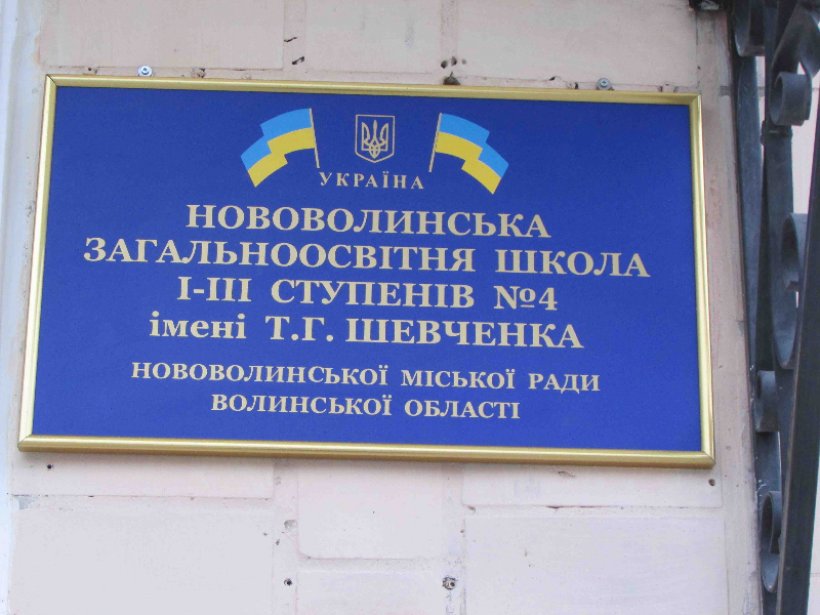 УКРАЇНА
НОВОВОЛИНСЬКА
ЗАГАЛЬНООСВІТНЯ ШКОЛА
І-ІІІ СТУПЕНІВ №4
імені Т.Г. ШЕВЧЕНКА
НОВОВОЛИНСЬКОЇ МІСЬКОЇ РАДИ
ВОЛИНСЬКОЇ ОБЛАСТІ